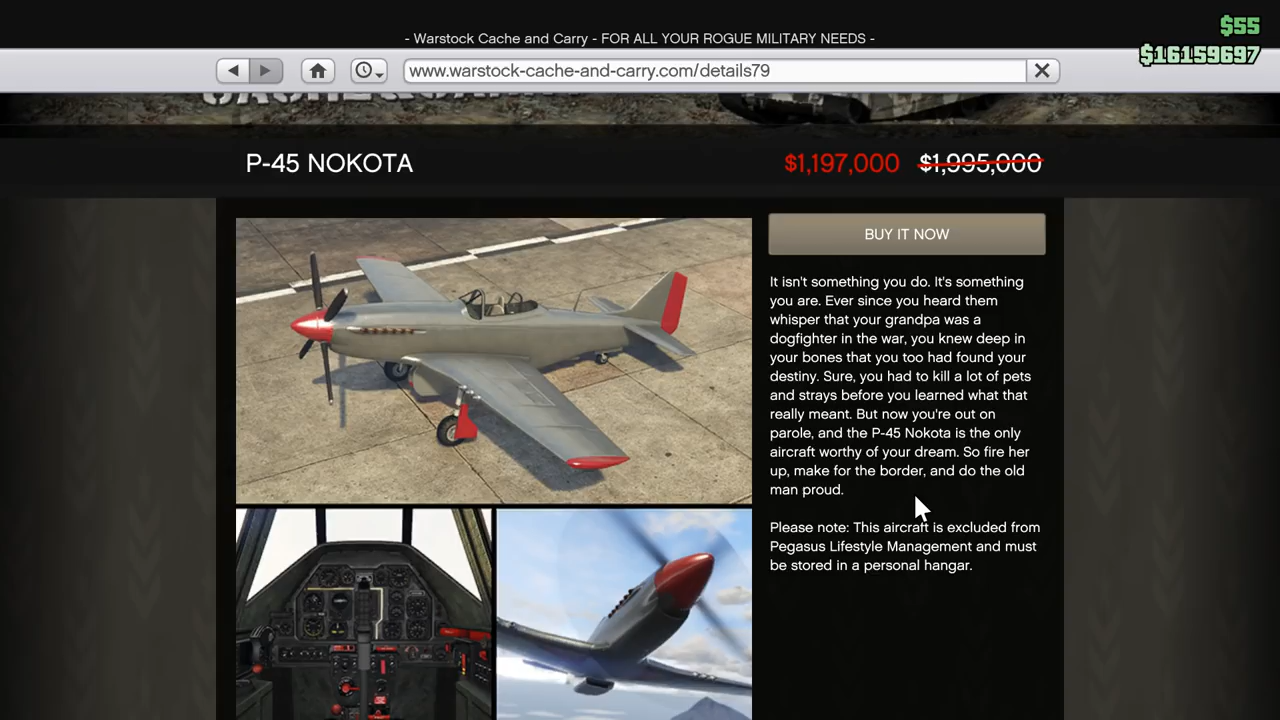 $55
- Warstock Cache and Carry - FOR ALL YOUR ROGUE MILITARY NEEDS -
$16159697
www.warstock-cache-and-carry.com/details79
P-45 NOKOTA
$1,197,000 $1,995,000
BUY IT NOW
It isn't something you do. It's something
you are. Ever since you heard them
whisper that your grandpa was a
dogfighter in the war, you knew deep in
your bones that you too had found your
destiny. Sure, you had to kill a lot of pets
and strays before you learned what that
really meant. But now you're out on
parole, and the P-45 Nokota is the only
aircraft worthy of your dream. So fire her
up, make for the border, and do the old
man proud.
Please note: This aircraft is excluded from
Pegasus Lifestyle Management and must
be stored in a personal hangar.